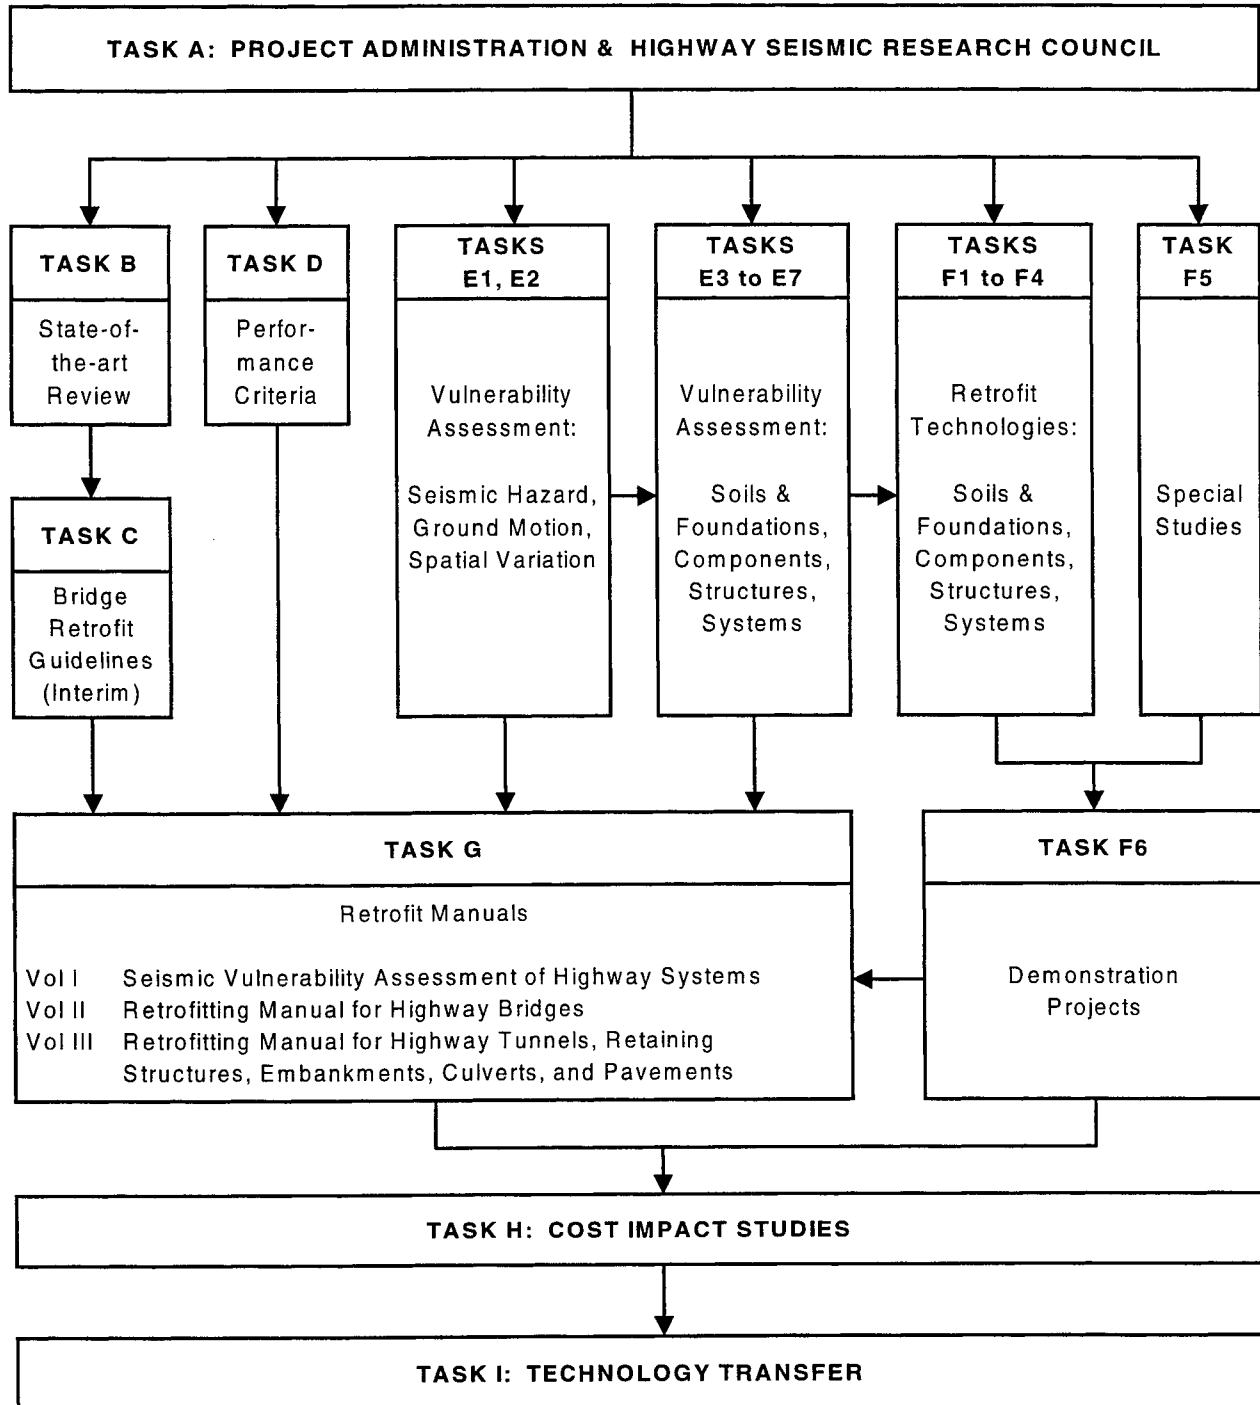 TASK A: PROJECT ADMINISTRATION & HIGHWAY SEISMIC RESEARCH COUNCIL
TASK B
State-of-
the-art
Review
TASK D
Perfor-
mance
Criteria
TASKS
E1, E2
Vulnerability
Assessment:
Seismic Hazard,
Ground Motion,
Spatial Variation
TASKS
E3 to E7
Vulnerability
Assessment:
Soils &
Foundations,
Components,
Structures,
Systems
TASKS
F1 to F4
Retrofit
Technologies:
Soils &
Foundations,
Components,
Structures,
Systems
TASK
F5
Special
Studies
TASK C
Bridge
Retrofit
Guidelines
(Interim)
TASK G
Retrofit Manuals
Vol I Seismic Vulnerability Assessment of Highway Systems
Vol II Retrofitting Manual for Highway Bridges
Vol III Retrofitting Manual for Highway Tunnels, Retaining
Structures, Embankments, Culverts, and Pavements
TASK F6
Demonstration
Projects
TASK H: COST IMPACT STUDIES
TASK I: TECHNOLOGY TRANSFER